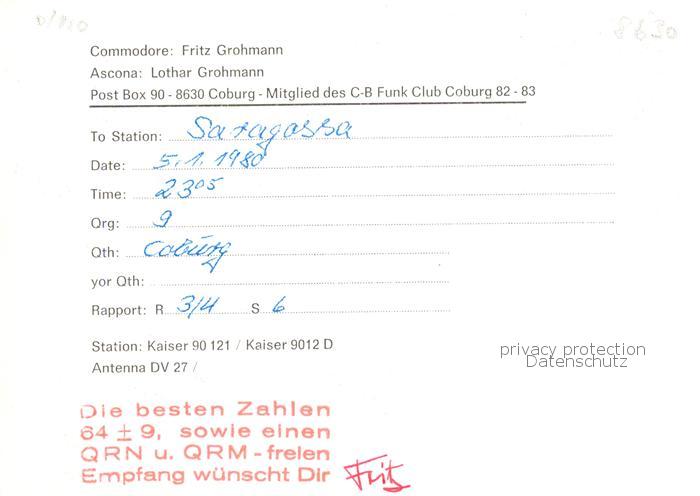 8630
Commodore: Fritz Grohmann
Ascona: Lothar Grohmann
Post Box 90 - 8630 Coburg - Mitglied des C-B Funk Club Coburg 82 - 83
To Station: Saragossa
Date: 5.1.1980
Time: 23 05
Org: 9
Qth: Coburg
yor Qth:
Rapport: R 3/4 S 6
Station: Kaiser 90 121 / Kaiser 9012 D
Antenna DV 27 /
privacy protection
Datenschutz
Die besten Zahlen
64 ± 9, sowie einen
QRN u. QRM - freien
Empfang wünscht Dir Fritz